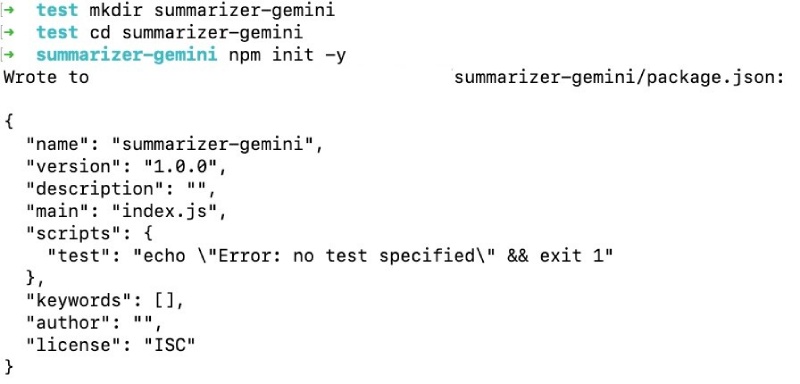 ➜ test mkdir summarizer-gemini
➜ test cd summarizer-gemini
➜ summarizer-gemini npm init -y
Wrote to summarizer-gemini/package.json:
{
  "name": "summarizer-gemini",
  "version": "1.0.0",
  "description": "",
  "main": "index.js",
  "scripts": {
    "test": "echo \"Error: no test specified\" && exit 1"
  },
  "keywords": [],
  "author": "",
  "license": "ISC"
}